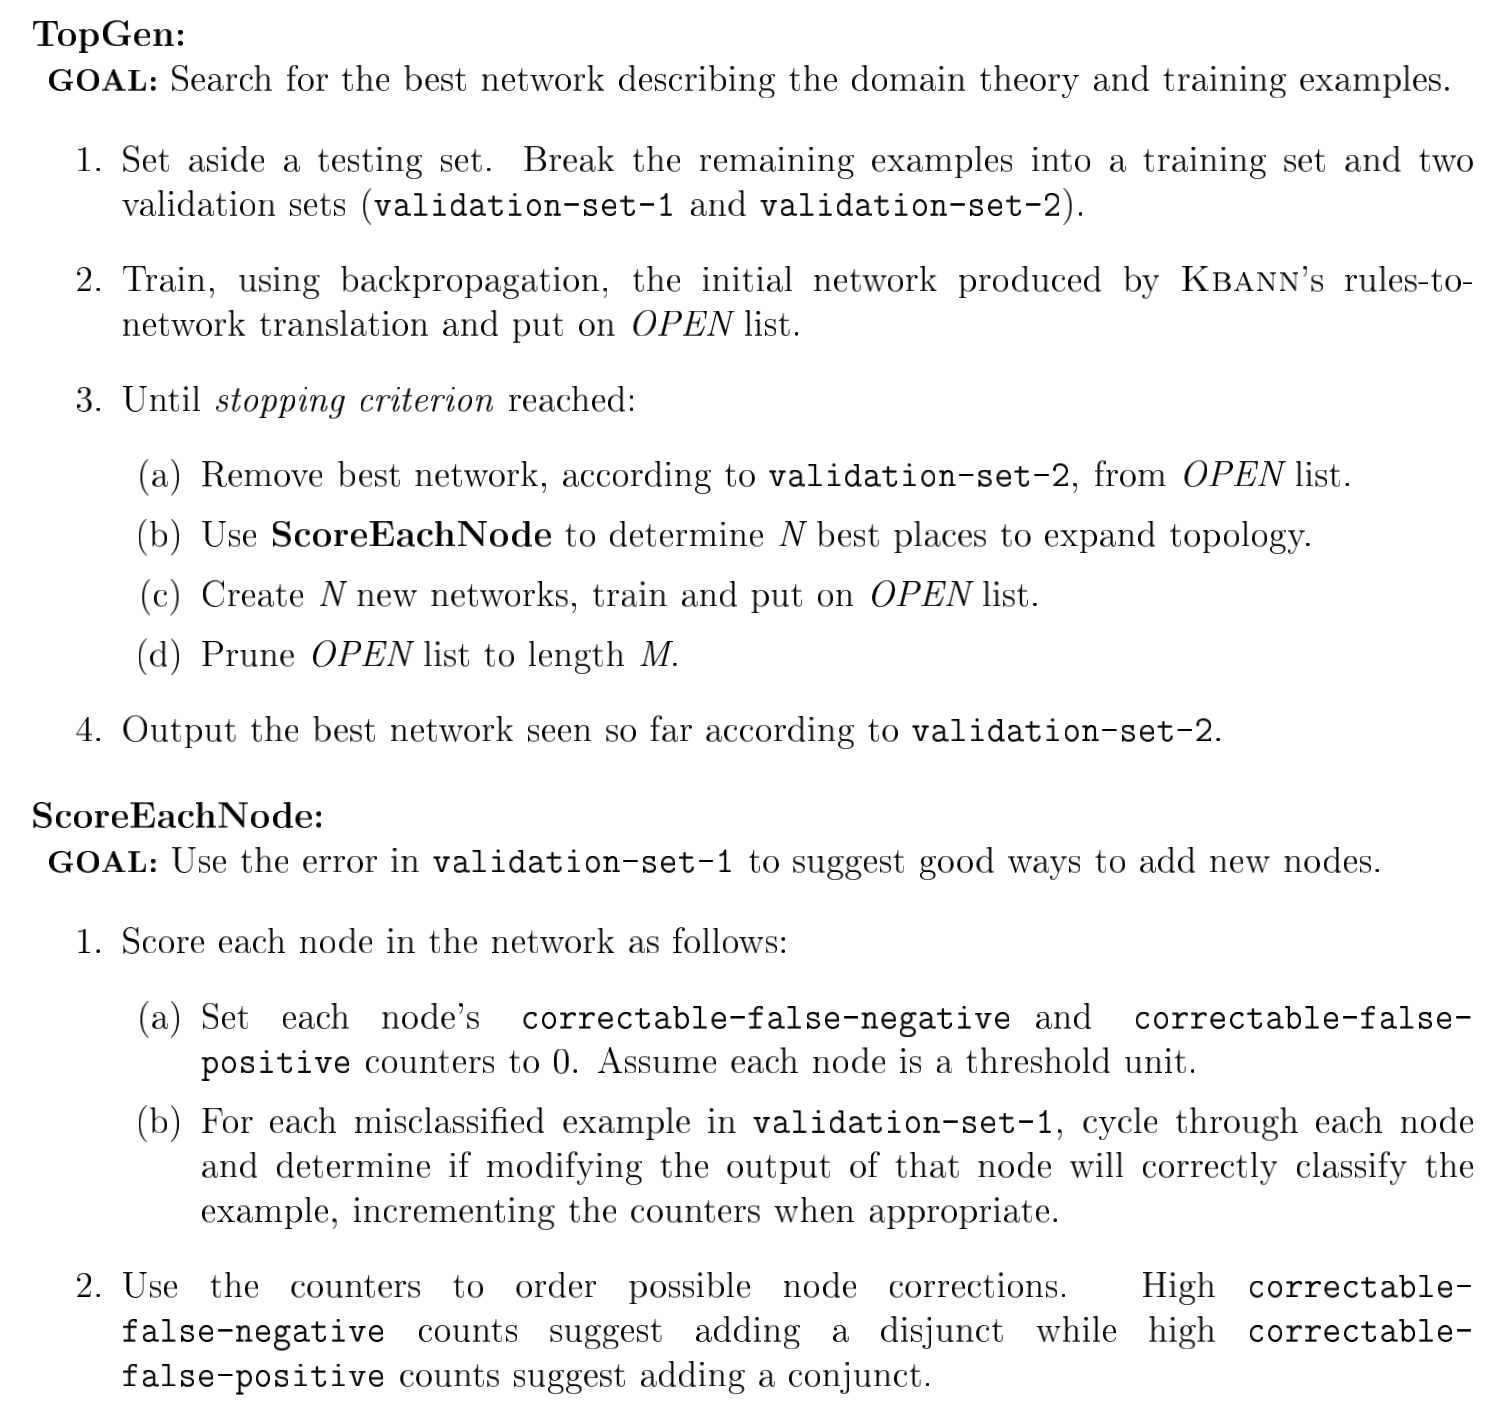 TopGen:
GOAL: Search for the best network describing the domain theory and training examples.
1. Set aside a testing set. Break the remaining examples into a training set and two
validation sets (validation-set-1 and validation-set-2).
2. Train, using backpropagation, the initial network produced by KBANN's rules-to-
network translation and put on OPEN list.
3. Until stopping criterion reached:
(a) Remove best network, according to validation-set-2, from OPEN list.
(b) Use ScoreEachNode to determine N best places to expand topology.
(c) Create N new networks, train and put on OPEN list.
(d) Prune OPEN list to length M.
4. Output the best network seen so far according to validation-set-2.
ScoreEachNode:
GOAL: Use the error in validation-set-1 to suggest good ways to add new nodes.
1. Score each node in the network as follows:
(a) Set each node's correctable-false-negative and correctable-false-
positive counters to 0. Assume each node is a threshold unit.
(b) For each misclassified example in validation-set-1, cycle through each node
and determine if modifying the output of that node will correctly classify the
example, incrementing the counters when appropriate.
2. Use the counters to order possible node corrections. High correctable-
false-negative counts suggest adding a disjunct while high correctable-
false-positive counts suggest adding a conjunct.